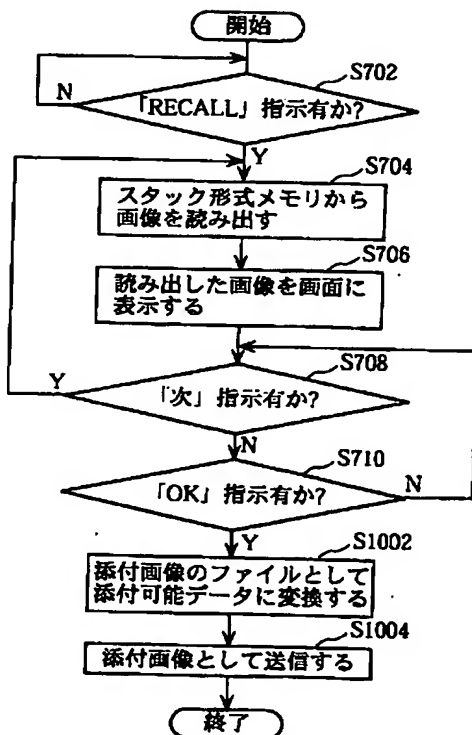 開始
S702
N
「RECALL」指示有か?
Y
S704
スタック形式メモリから
画像を読み出す
S706
読み出した画像を画面に
表示する
S708
Y
「次」指示有か?
N
S710
「OK」指示有か?
N
Y
S1002
添付画像のファイルとして
添付可能データに変換する
S1004
添付画像として送信する
終了